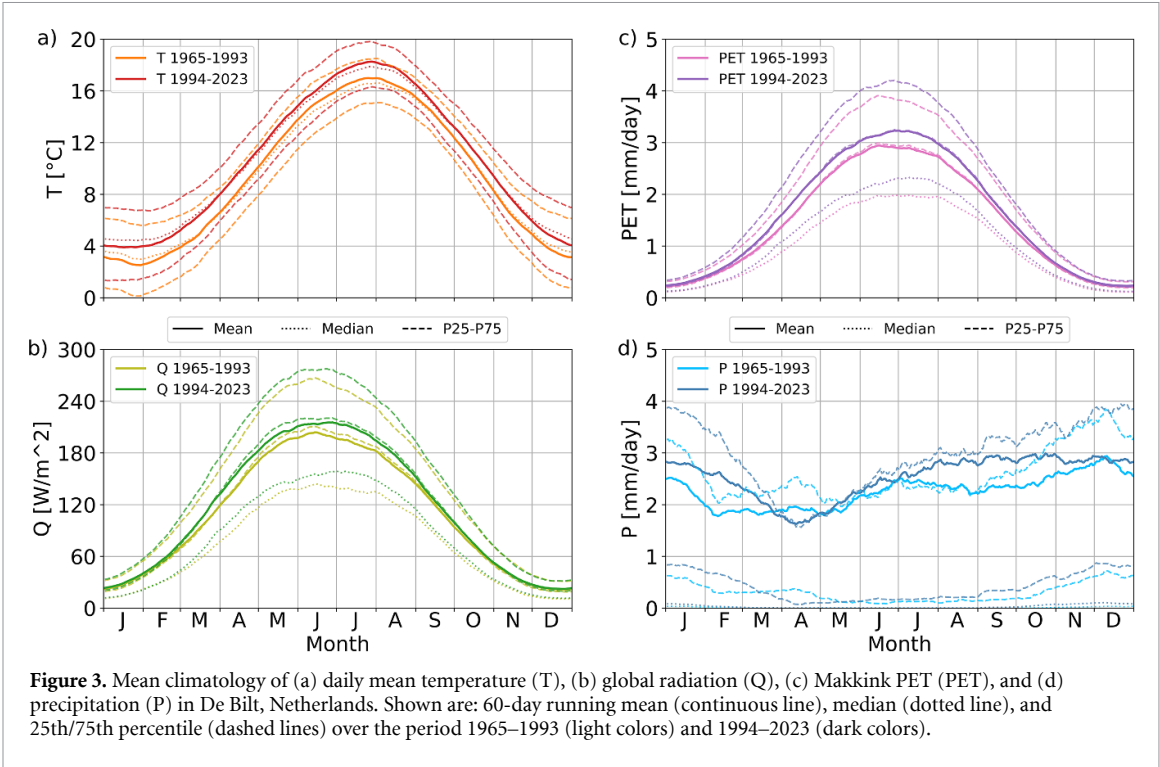 a)
20
16
12
8
4
0
T [°C]
T 1965-1993
T 1994-2023
c)
5
4
3
2
1
0
PET [mm/day]
PET 1965-1993
PET 1994-2023
Mean Median P25-P75
Mean Median P25-P75
b)
300
240
180
120
60
0
Q [W/m^2]
Q 1965-1993
Q 1994-2023
J F M A M J J A S O N D
Month
d)
5
4
3
2
1
0
P [mm/day]
P 1965-1993
P 1994-2023
J F M A M J J A S O N D
Month
Figure 3. Mean climatology of (a) daily mean temperature (T), (b) global radiation (Q), (c) Makkink PET (PET), and (d)
precipitation (P) in De Bilt, Netherlands. Shown are: 60-day running mean (continuous line), median (dotted line), and
25th/75th percentile (dashed lines) over the period 1965–1993 (light colors) and 1994–2023 (dark colors).